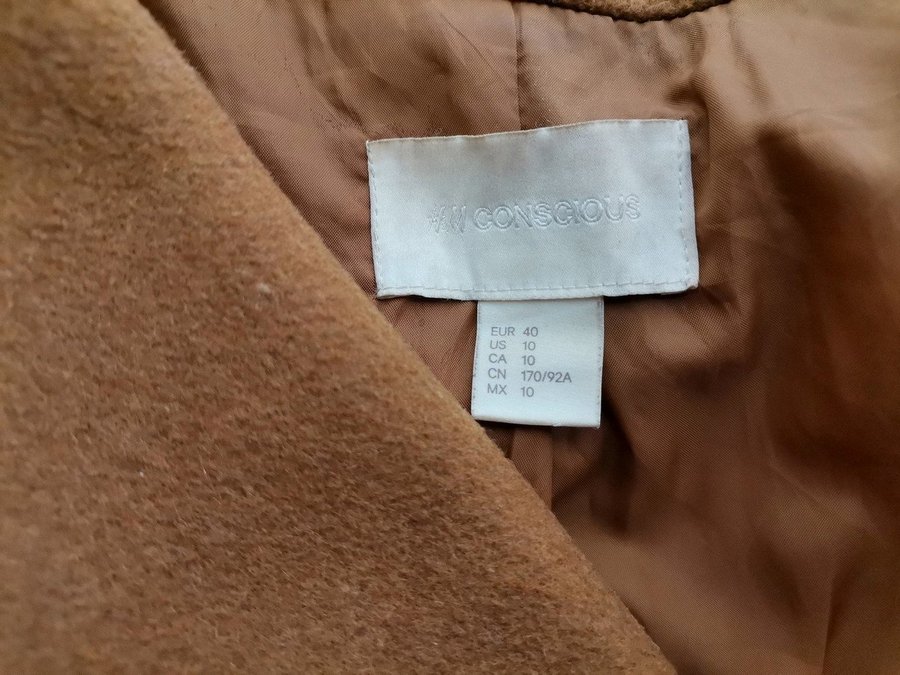 H&M CONSCIOUS
EUR 40
US 10
CA 10
CN 170/92A
MX 10